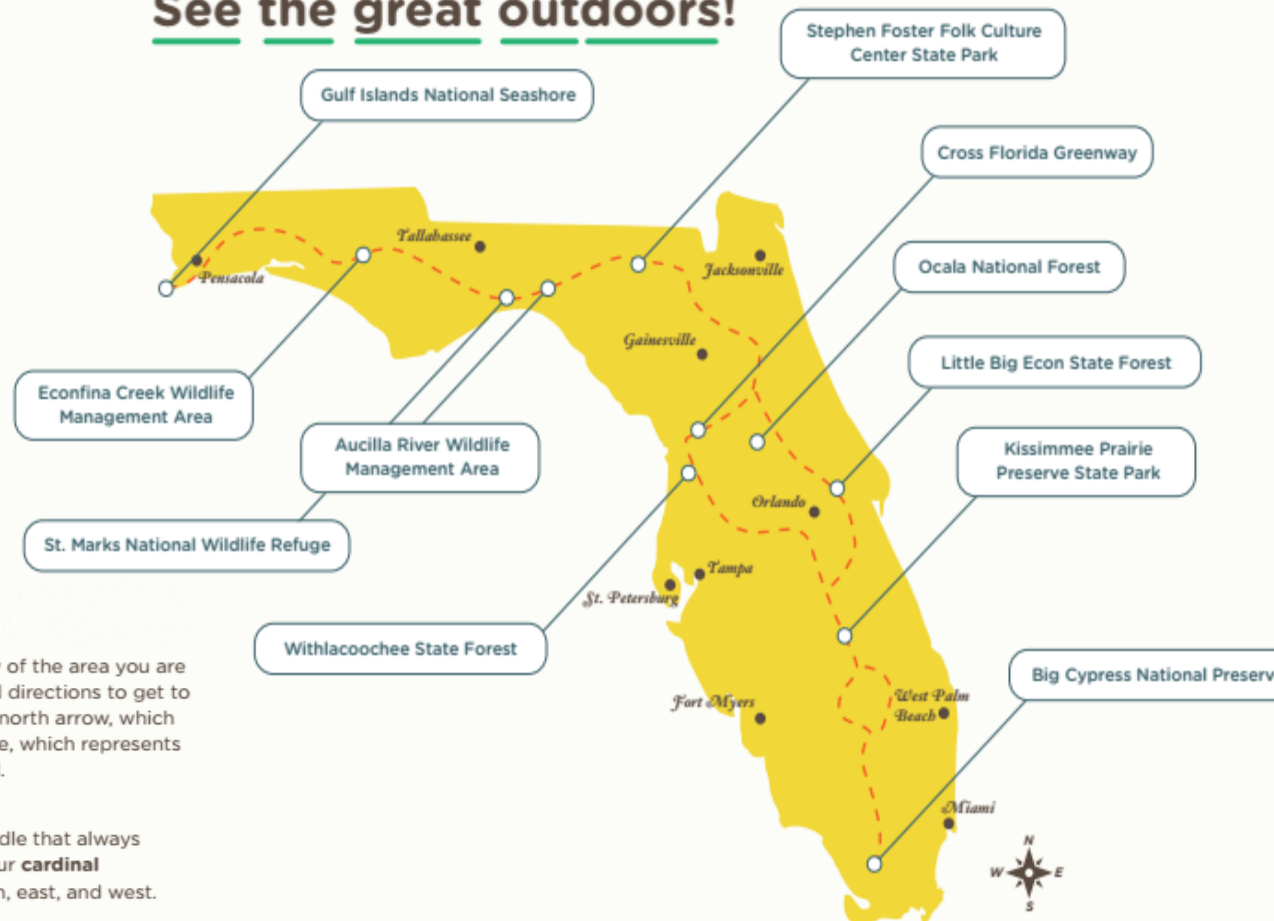 See the great outdoors!
Stephen Foster Folk Culture
Center State Park
Gulf Islands National Seashore
Cross Florida Greenway
Tallahassee
Jacksonville
Pensacola
Ocala National Forest
Gainesville
Little Big Econ State Forest
Econfina Creek Wildlife
Management Area
Aucilla River Wildlife
Management Area
Kissimmee Prairie
Preserve State Park
Orlando
St. Marks National Wildlife Refuge
Tampa
St. Petersburg
Withlacoochee State Forest
of the area you are
directions to get to
north arrow, which
e, which represents
Big Cypress National Preserv
West Palm
Beach
Fort Myers
Miami
dle that always
ur cardinal
n, east, and west.
N
W E
S